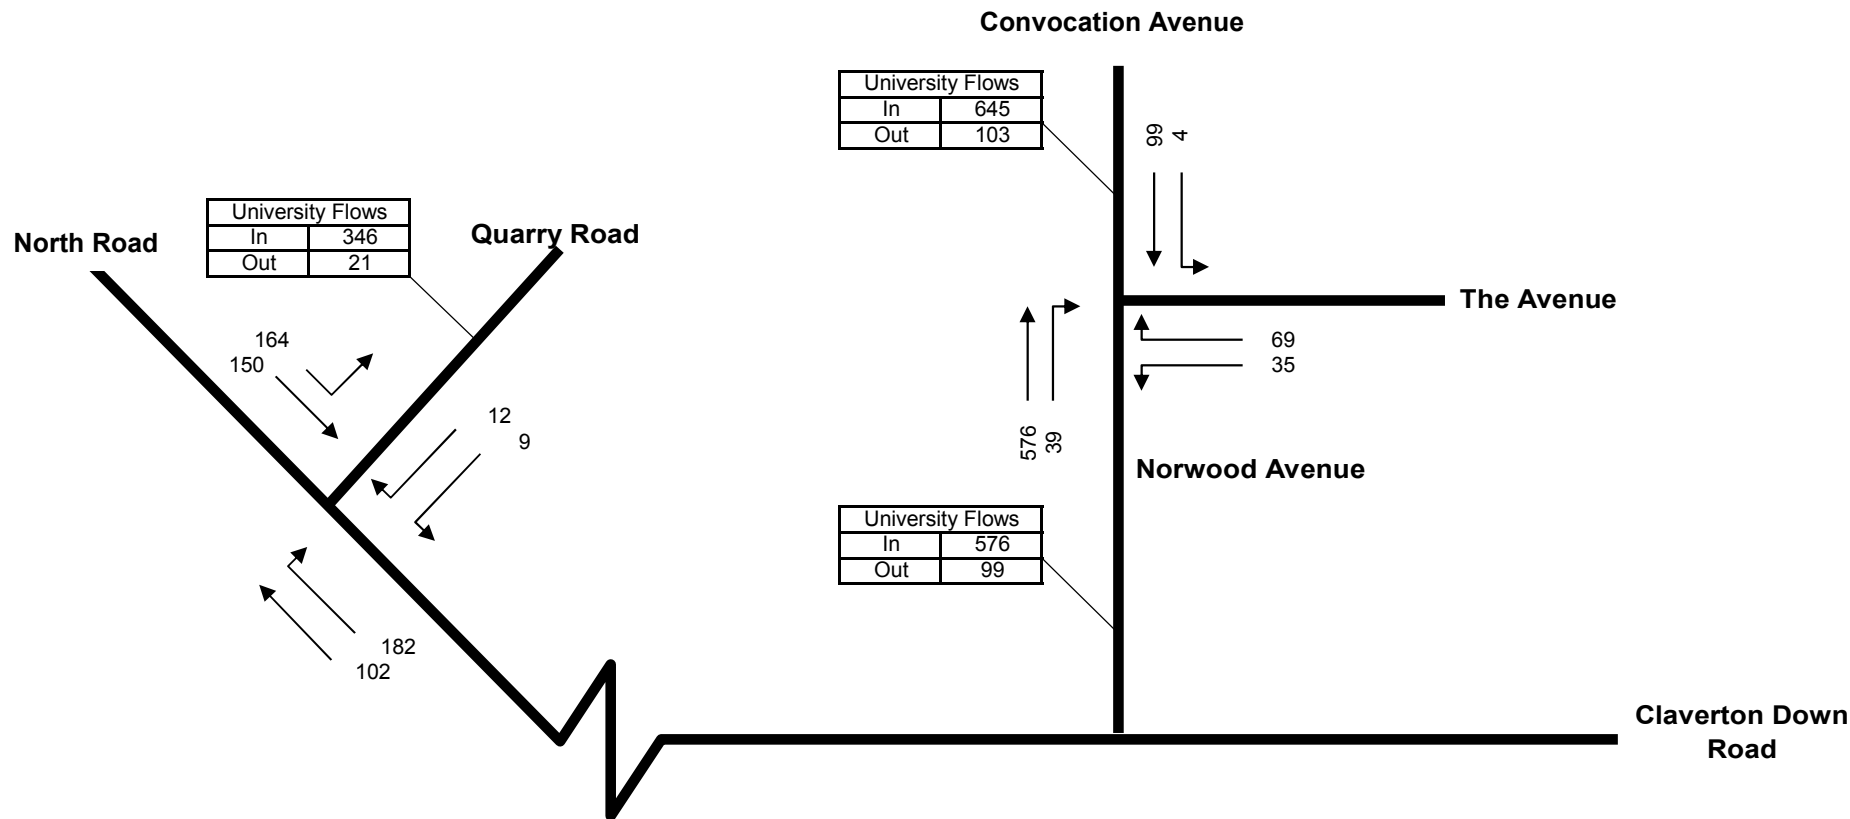 Convocation Avenue
University Flows
In 645
Out 103
99
4
University Flows
In 346
Out 21
North Road
Quarry Road
The Avenue
164
150
69
35
12
9
576
39
Norwood Avenue
University Flows
In 576
Out 99
182
102
Claverton Down
Road